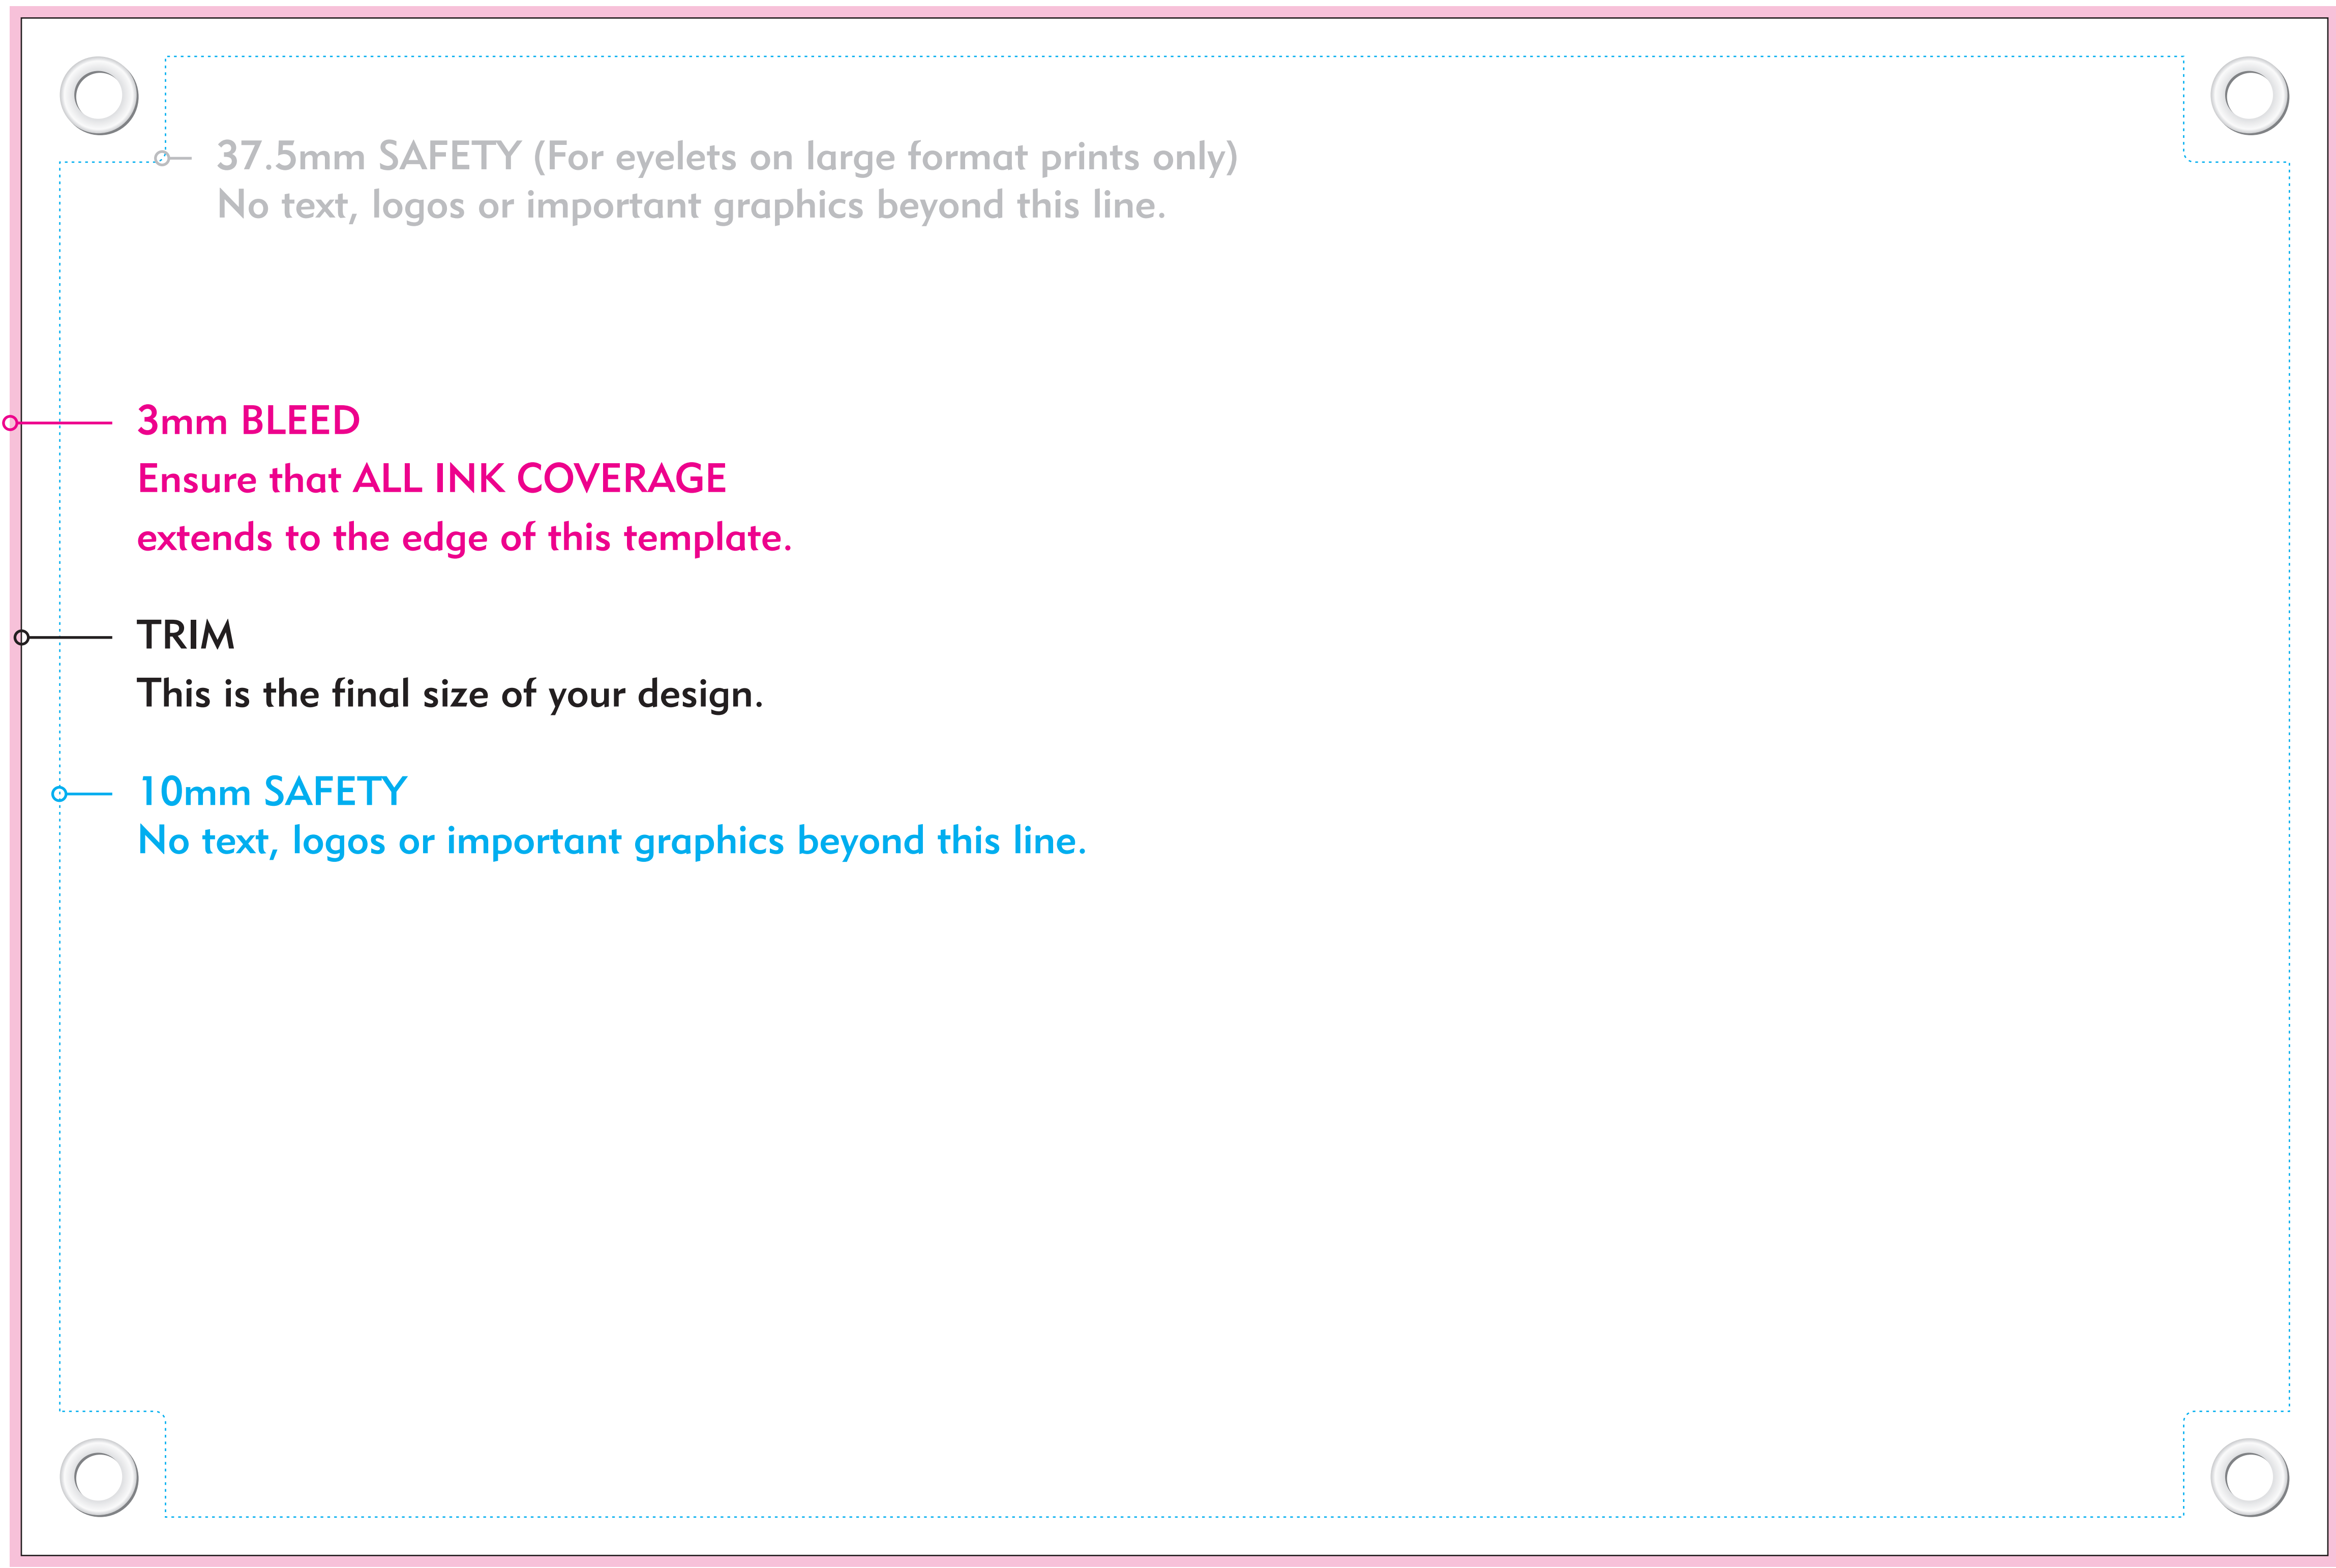 37.5mm SAFETY (For eyelets on large format prints only)
No text, logos or important graphics beyond this line.
3mm BLEED
Ensure that ALL INK COVERAGE
extends to the edge of this template.
TRIM
This is the final size of your design.
10mm SAFETY
No text, logos or important graphics beyond this line.